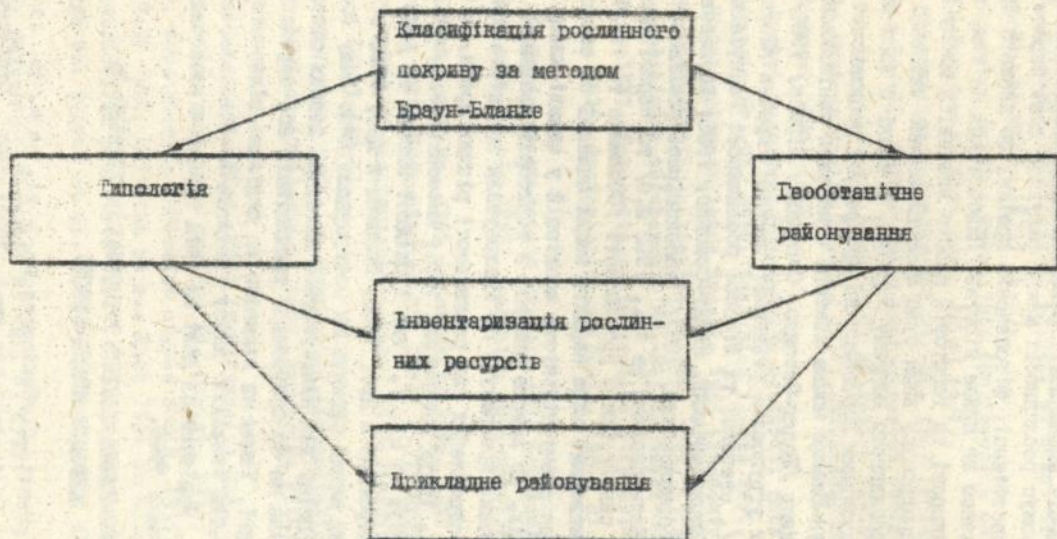 Класифікація рослинного
покриву за методом
Браун-Бланке
Типологія
Геоботанічне
районування
Інвентаризація рослин-
них ресурсів
Прикладне районування